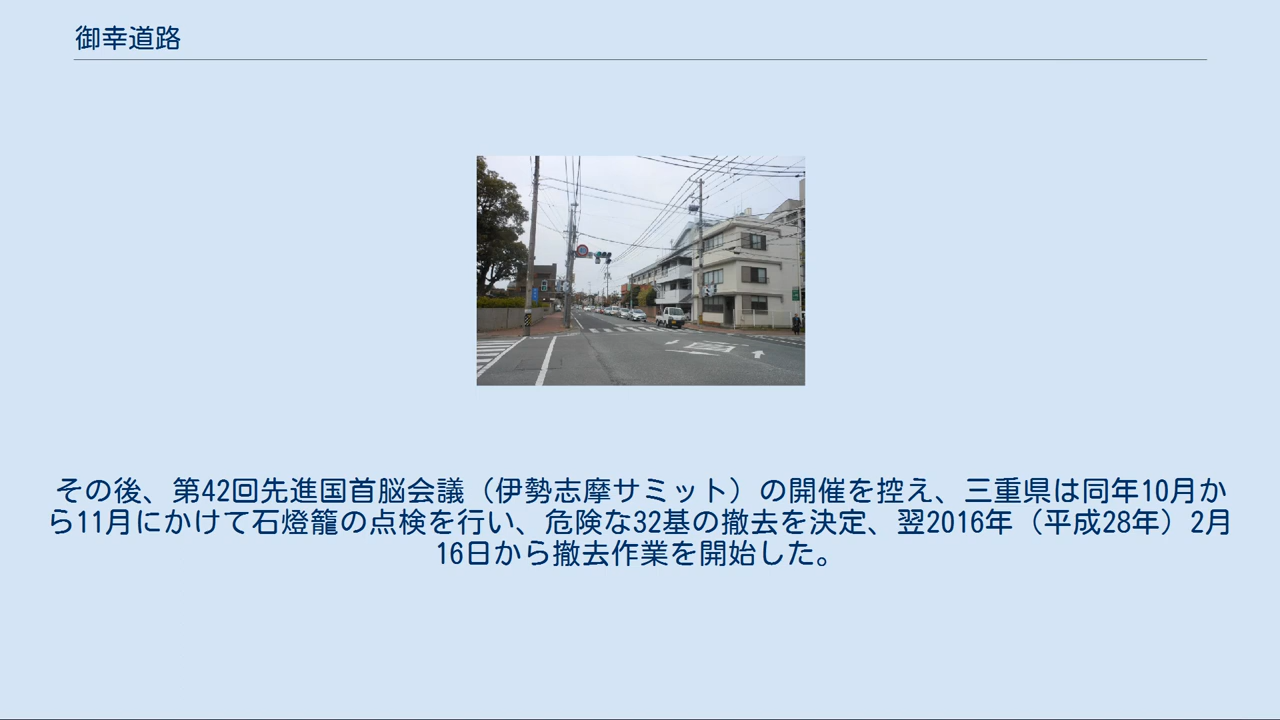 御幸道路
その後、第42回先進国首脳会議（伊勢志摩サミット）の開催を控え、三重県は同年10月か
ら11月にかけて石燈籠の点検を行い、危険な32基の撤去を決定、翌2016年（平成28年）2月
16日から撤去作業を開始した。